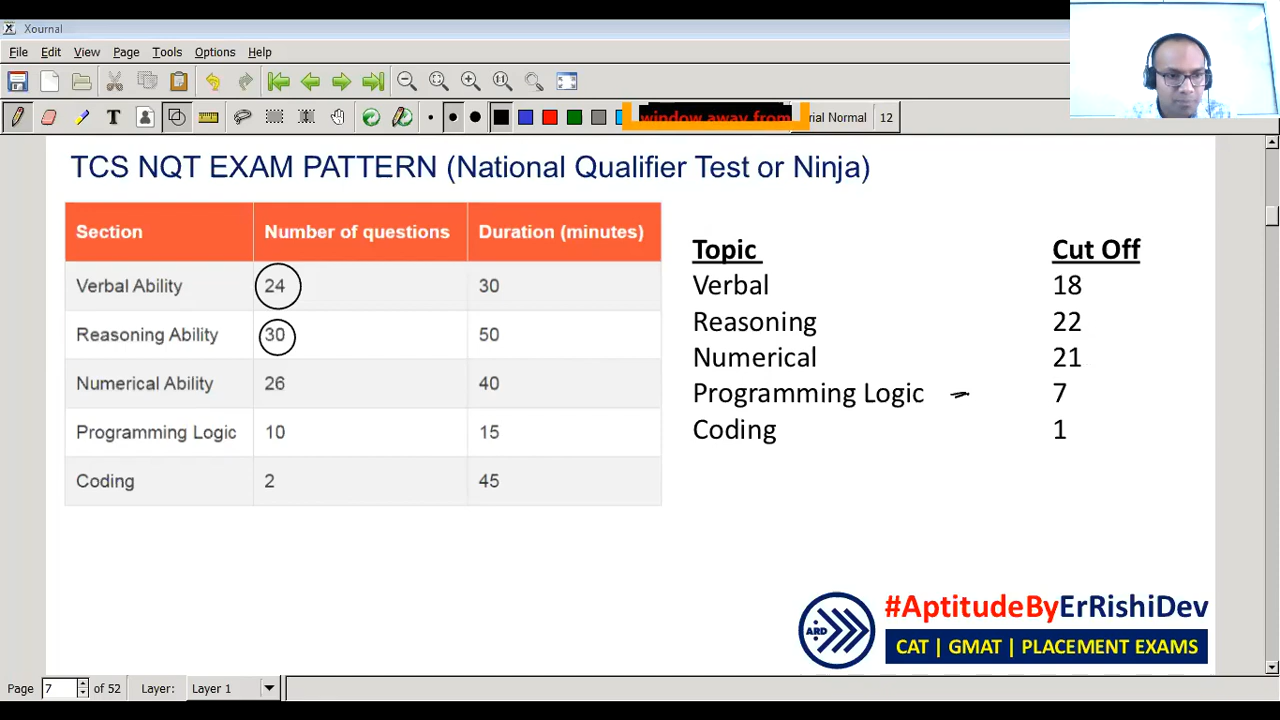 Xournal
File Edit View Page Tools Options Help
window away from
rial Normal 12
TCS NQT EXAM PATTERN (National Qualifier Test or Ninja)
Section Number of questions Duration (minutes)
Verbal Ability 24 30
Reasoning Ability 30 50
Numerical Ability 26 40
Programming Logic 10 15
Coding 2 45
Topic Cut Off
Verbal 18
Reasoning 22
Numerical 21
Programming Logic 7
Coding 1
#AptitudeByErRishiDev
ARD
CAT | GMAT | PLACEMENT EXAMS
Page 7 of 52 Layer: Layer 1